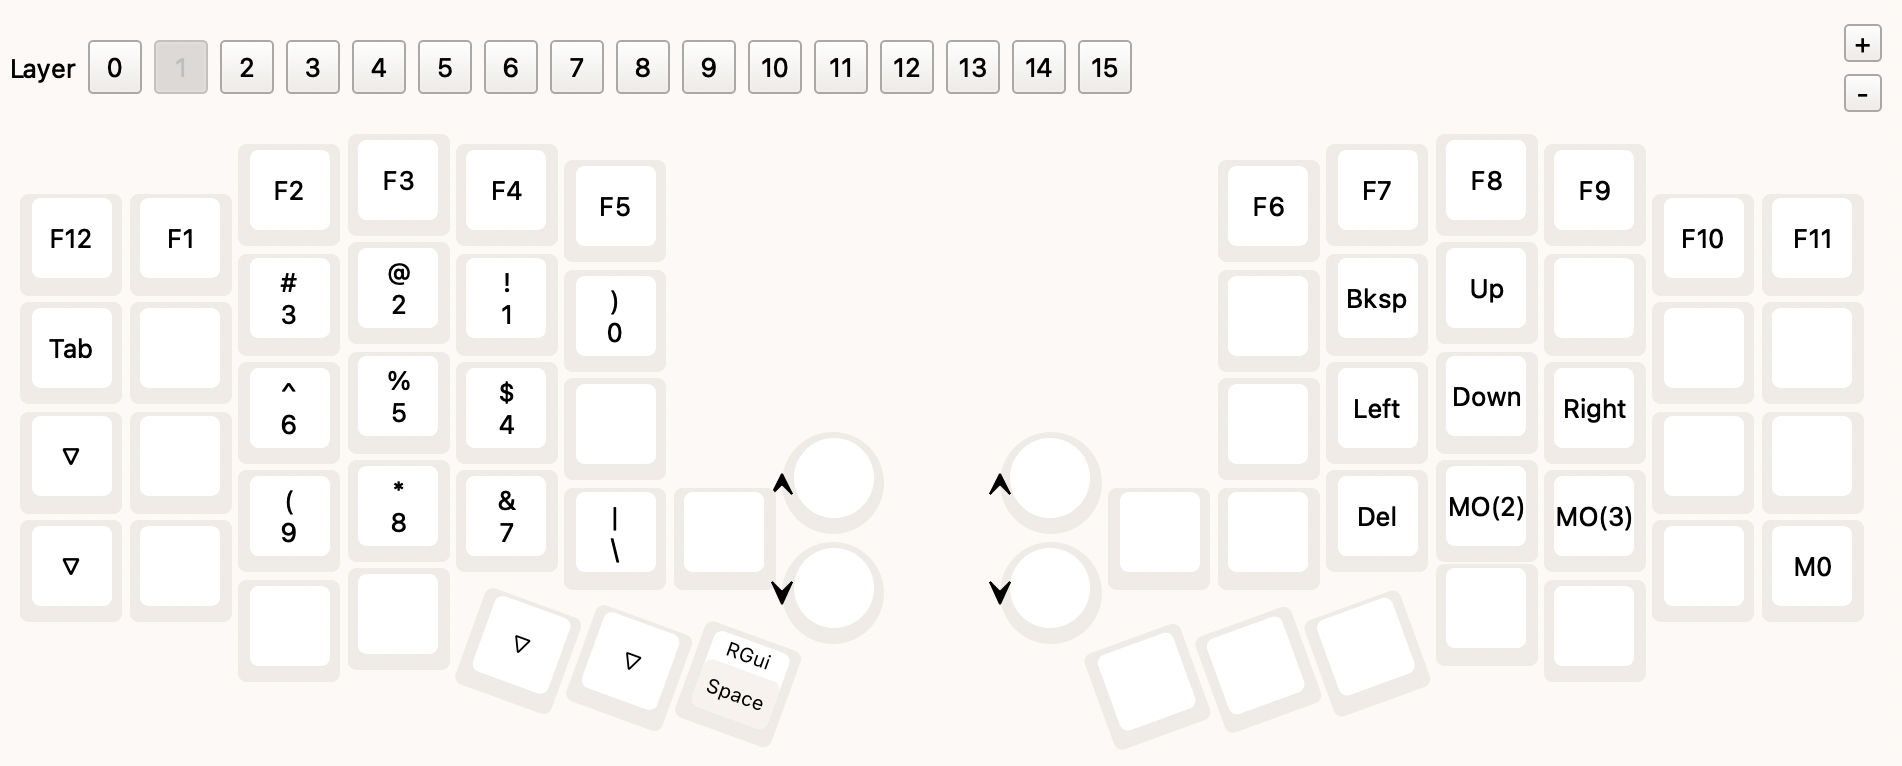 Layer 0 1 2 3 4 5 6 7 8 9 10 11 12 13 14 15
+
-
F12 F1 F2 F3 F4 F5
F6 F7 F8 F9 F10 F11
Tab
#
3
@
2
!
1
)
0
Bksp
Up
^
6
%
5
$
4
Left
Down
Right
(
9
*
8
&
7
|
\
Del
MO(2)
MO(3)
M0
RGui
Space